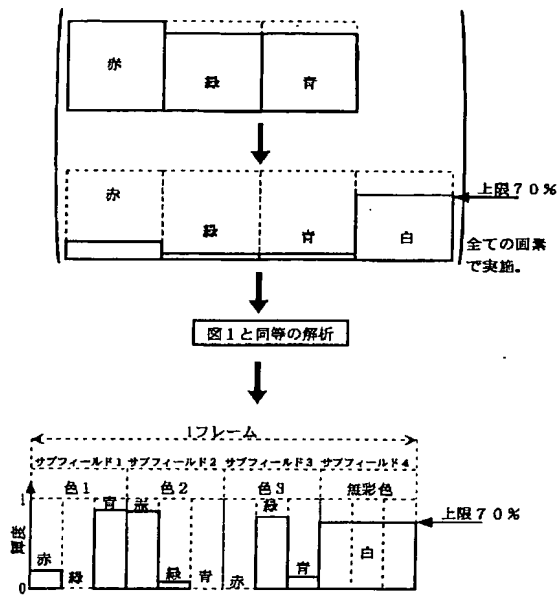 赤
緑 青
赤
緑 青 白
上限70%
全ての画素
で実施。
図1と同等の解析
1フレーム
サブフィールド1 サブフィールド2 サブフィールド3 サブフィールド4
色1 色2 色3 無彩色
1
輝度
0
赤 緑 青 赤 緑 青 赤 緑 青 白
上限70%